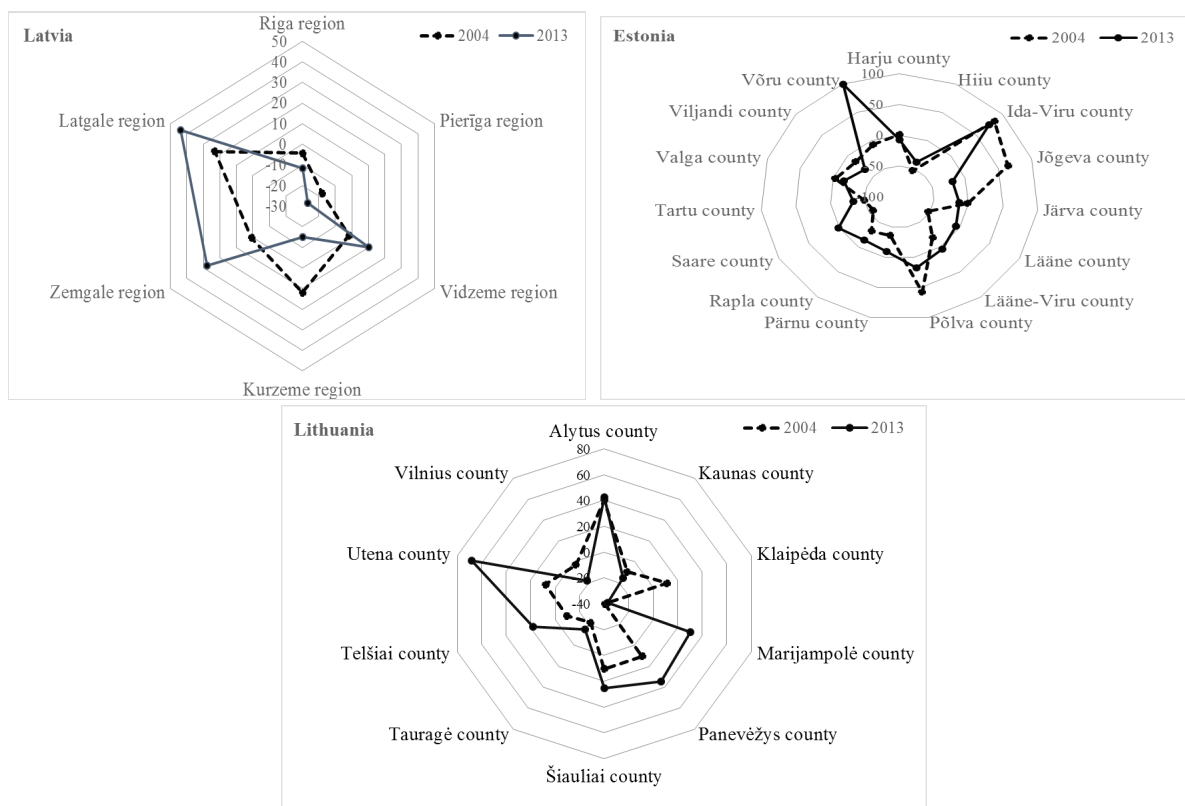 Latvia
2004 2013
Riga region
50
40
30
20
10
0
-10
-20
-30
Latgale region
Pierīga region
Zemgale region
Vidzeme region
Kurzeme region
Estonia
2004 2013
Harju county
Võru county
Hiiu county
Viljandi county
Ida-Viru county
Valga county
Jõgeva county
Tartu county
Järva county
Saare county
Lääne county
Rapla county
Lääne-Viru county
Pärnu county
Põlva county
100
50
0
-50
-100
Lithuania
2004 2013
Alytus county
80
60
40
20
0
-20
-40
Vilnius county
Kaunas county
Utena county
Klaipėda county
Telšiai county
Marijampolė county
Tauragė county
Panevėžys county
Šiauliai county